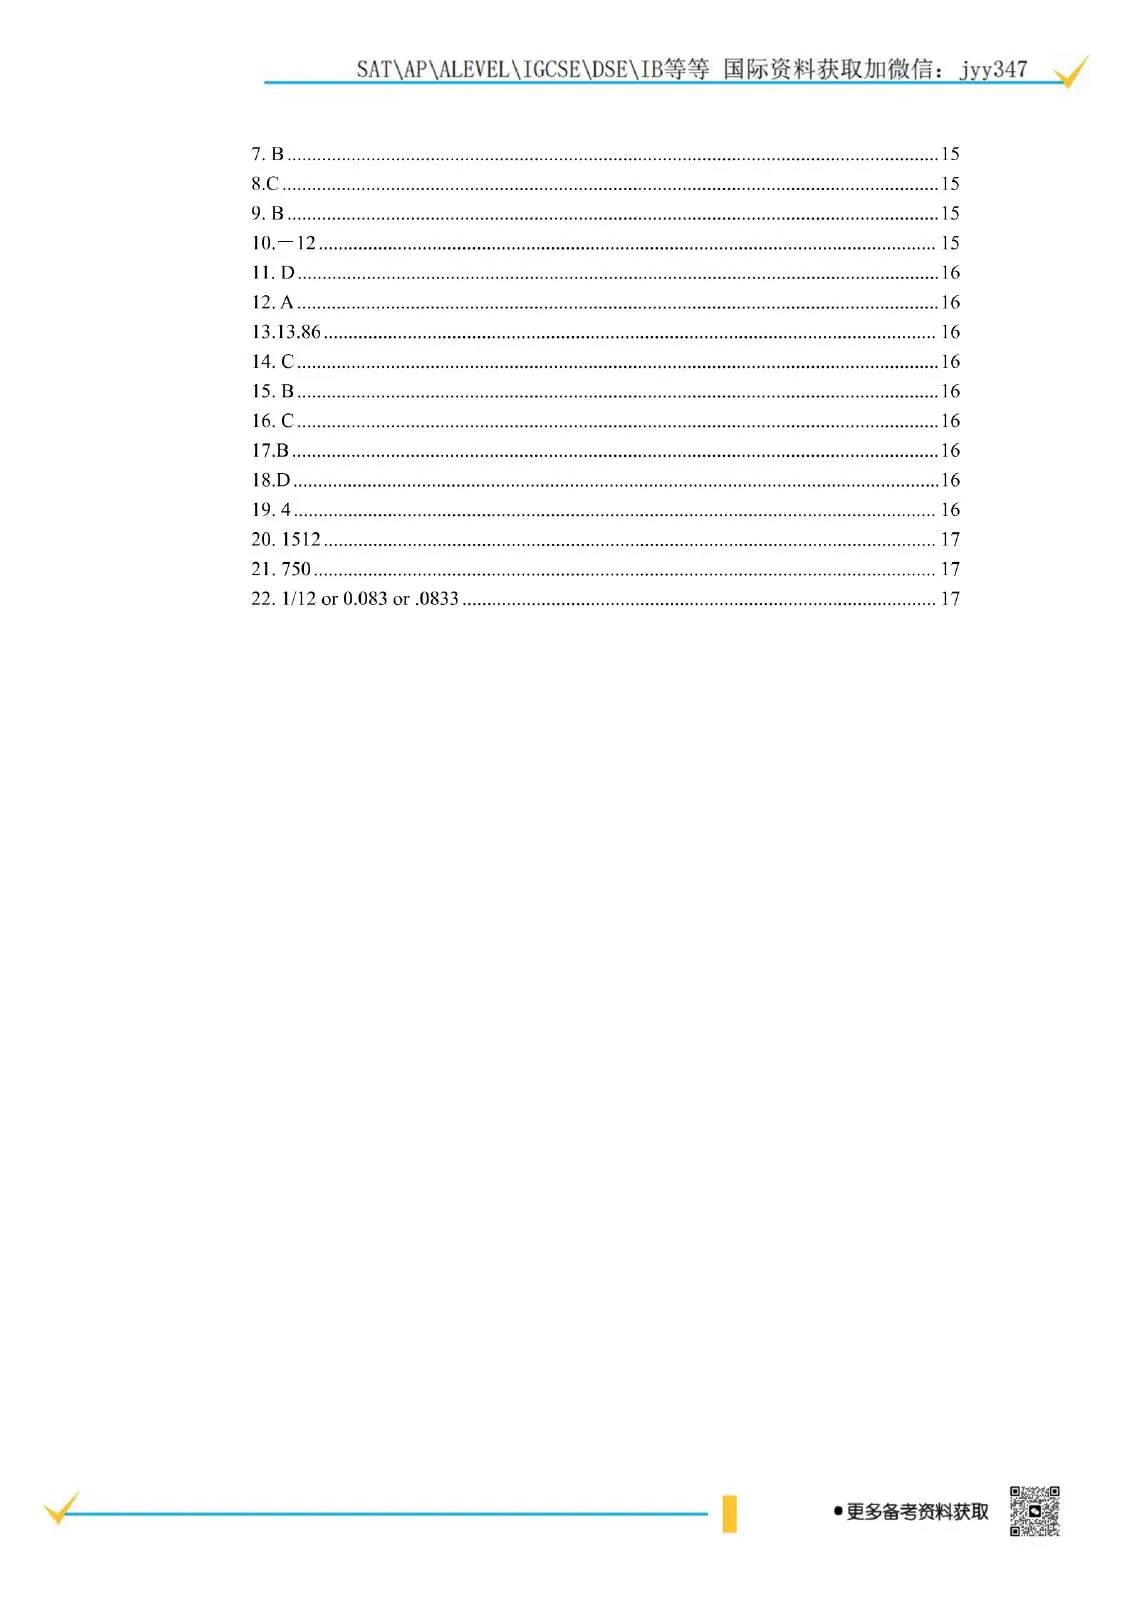 SAT\AP\ALEVEL\IGCSE\DSE\IB等等 国际资料获取加微信：jyy347
7. B........................................15
8.C........................................15
9. B........................................15
10.－12........................................ 15
11. D........................................16
12. A........................................16
13.13.86........................................ 16
14. C........................................16
15. B........................................16
16. C........................................16
17.B........................................16
18.D........................................16
19. 4........................................ 16
20. 1512........................................ 17
21. 750........................................ 17
22. 1/12 or 0.083 or .0833........................................ 17
●更多备考资料获取